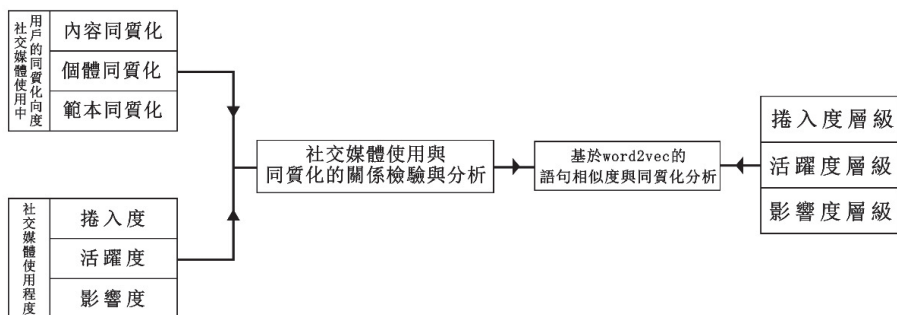 社交媒體使用中
用戶的同質化向度
內容同質化
個體同質化
範本同質化
社交媒體使用程度
捲入度
活躍度
影響度
社交媒體使用與
同質化的關係檢驗與分析
基於word2vec的
語句相似度與同質化分析
捲入度層級
活躍度層級
影響度層級